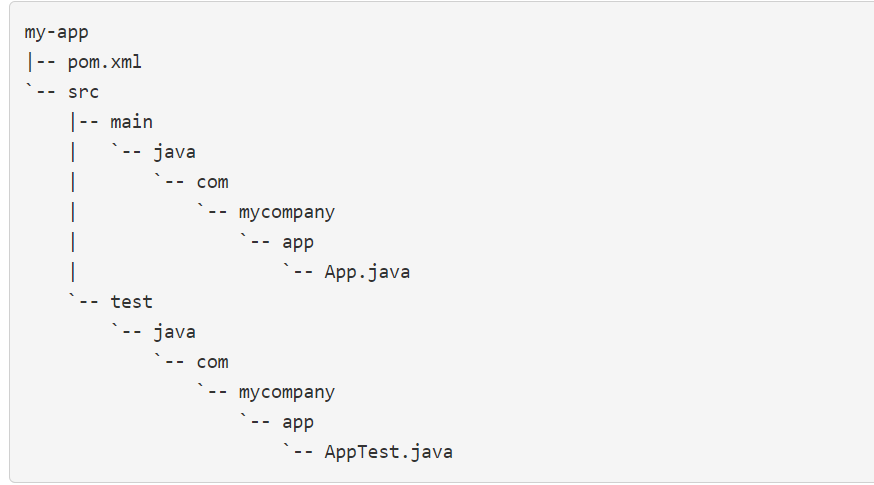 my-app
|-- pom.xml
`-- src
    |-- main
    |   `-- java
    |       `-- com
    |           `-- mycompany
    |               `-- app
    |                   `-- App.java
    `-- test
        `-- java
            `-- com
                `-- mycompany
                    `-- app
                        `-- AppTest.java